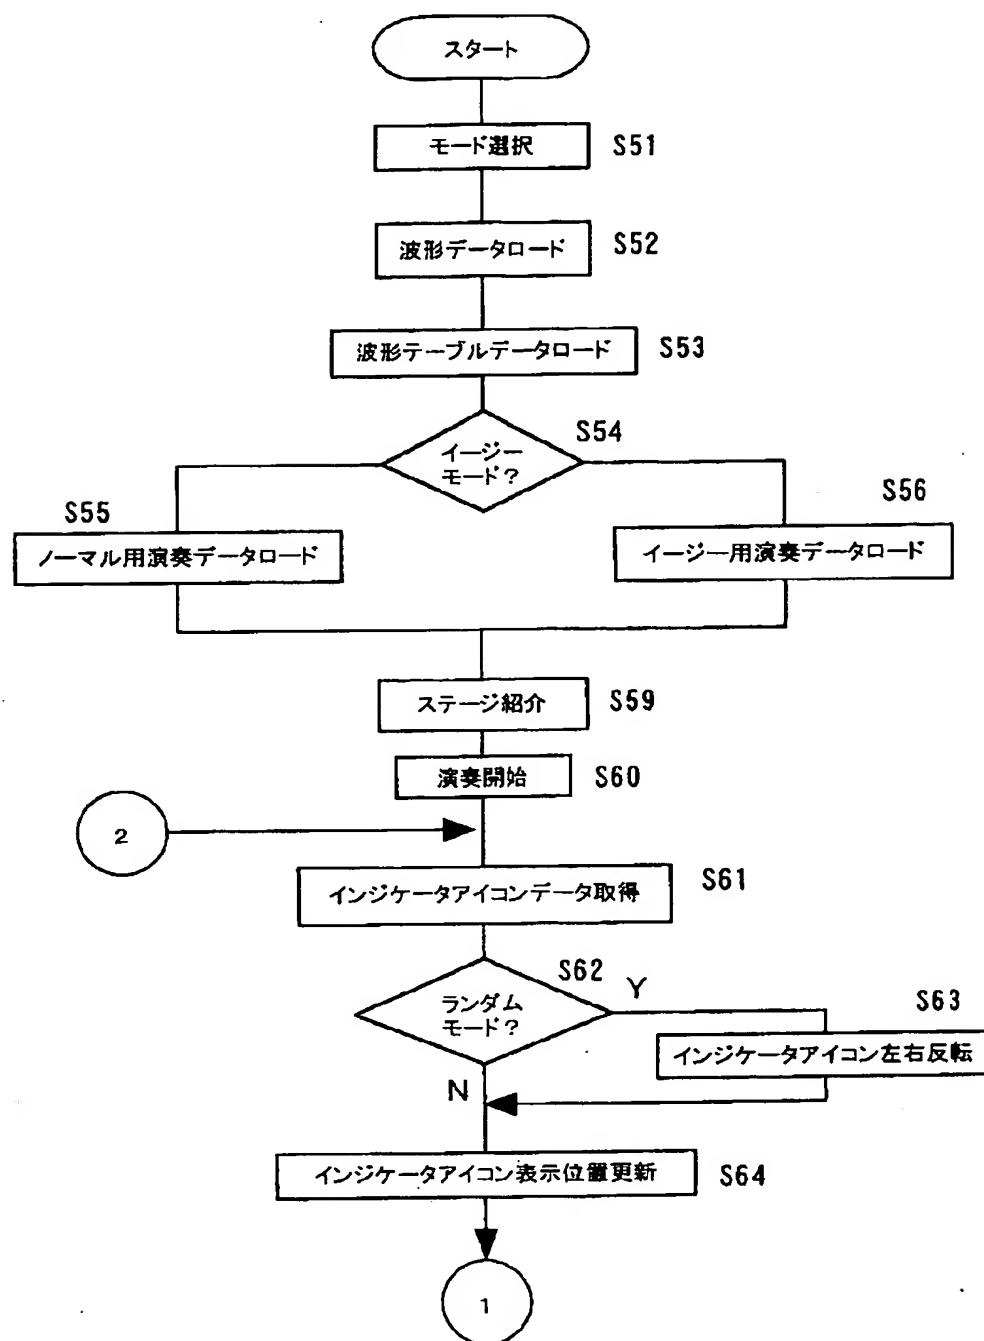 スタート
モード選択
S51
波形データロード
S52
波形テーブルデータロード
S53
イージー
モード?
S54
S55
ノーマル用演奏データロード
S56
イージー用演奏データロード
ステージ紹介
S59
演奏開始
S60
2
インジケータアイコンデータ取得
S61
ランダム
モード?
S62
Y
S63
インジケータアイコン左右反転
N
インジケータアイコン表示位置更新
S64
1